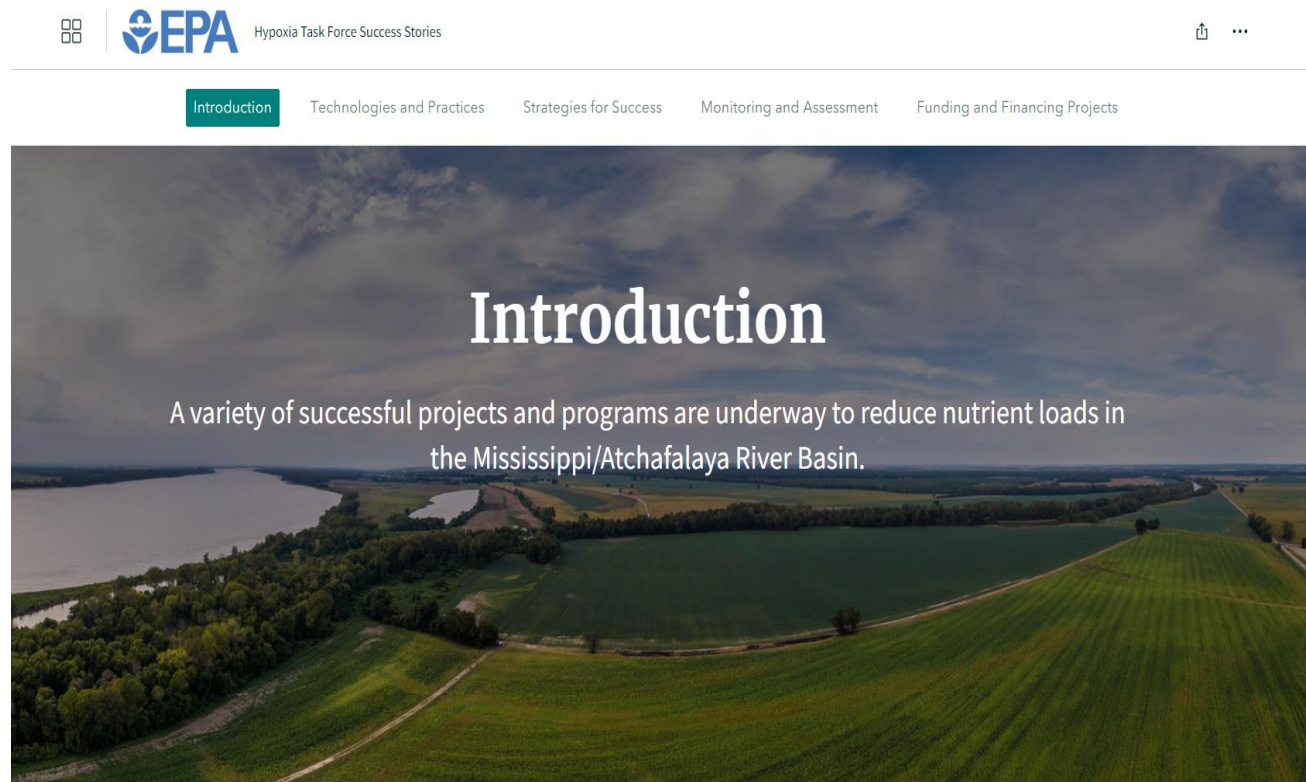 EPA
Hypoxia Task Force Success Stories
Introduction
Technologies and Practices
Strategies for Success
Monitoring and Assessment
Funding and Financing Projects
Introduction
A variety of successful projects and programs are underway to reduce nutrient loads in
the Mississippi/Atchafalaya River Basin.